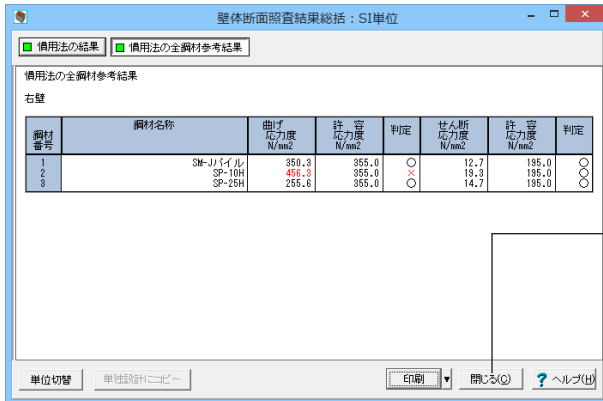 壁体断面照査結果総括：SI単位
慣用法の結果 慣用法の全鋼材参考結果
慣用法の全鋼材参考結果
右壁
鋼材番号 鋼材名称 曲げ応力度 N/mm2 許容応力度 N/mm2 判定 せん断応力度 N/mm2 許容応力度 N/mm2 判定
1 SM-Jパイル 350.3 355.0 ○ 12.7 195.0 ○
2 SP-10H 456.3 355.0 × 19.3 195.0 ○
3 SP-25H 255.6 355.0 ○ 14.7 195.0 ○
単位切替 単独設計にコピー 印刷 閉じる(C) ? ヘルプ(H)